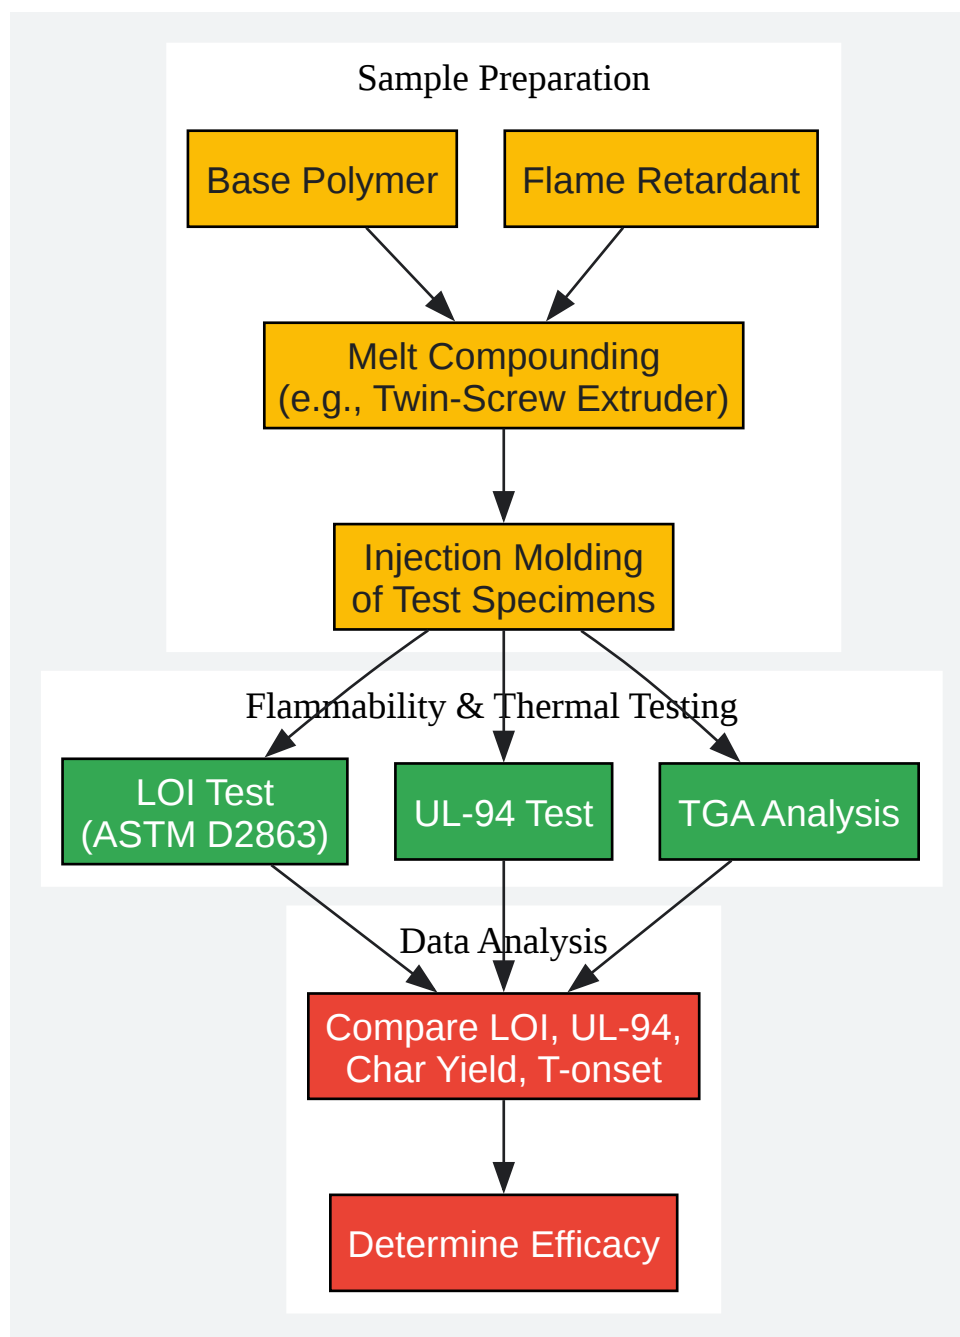 Sample Preparation
Base Polymer
Flame Retardant
Melt Compounding
(e.g., Twin-Screw Extruder)
Injection Molding
of Test Specimens
Flammability & Thermal Testing
LOI Test
(ASTM D2863)
UL-94 Test
TGA Analysis
Data Analysis
Compare LOI, UL-94,
Char Yield, T-onset
Determine Efficacy